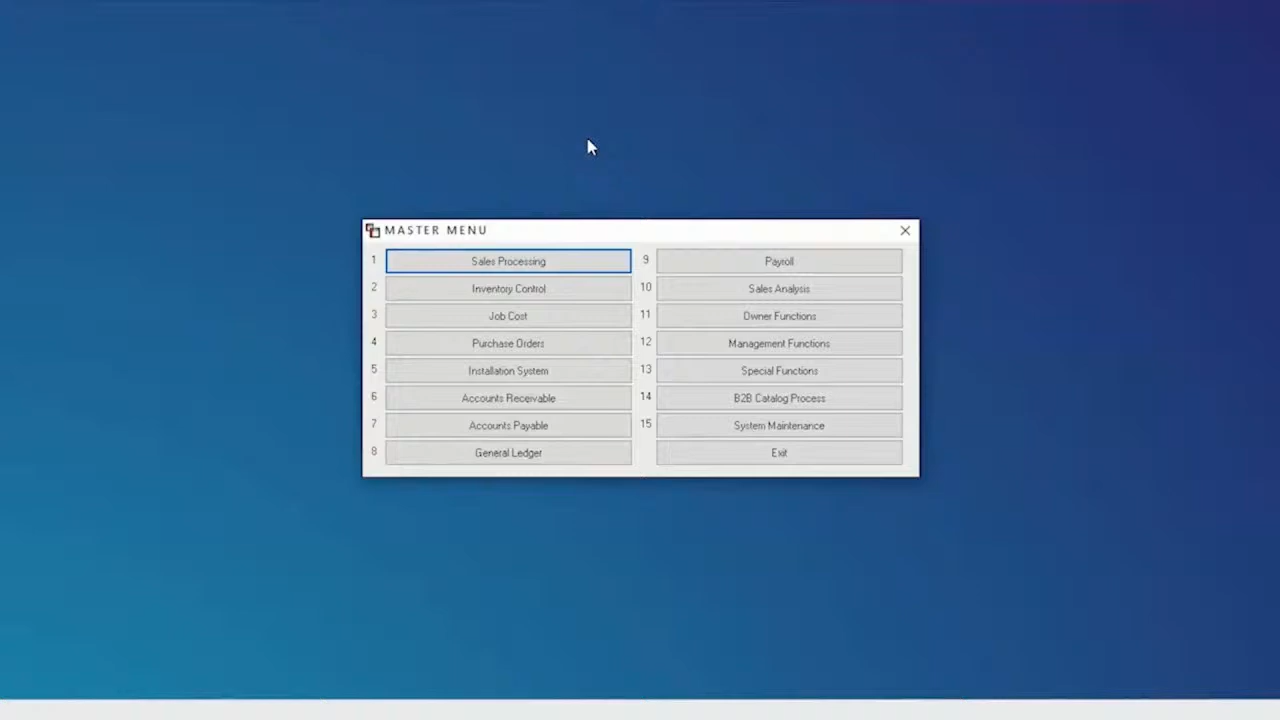 MASTER MENU
1 Sales Processing
2 Inventory Control
3 Job Cost
4 Purchase Orders
5 Installation System
6 Accounts Receivable
7 Accounts Payable
8 General Ledger
9 Payroll
10 Sales Analysis
11 Owner Functions
12 Management Functions
13 Special Functions
14 B2B Catalog Process
15 System Maintenance
Exit